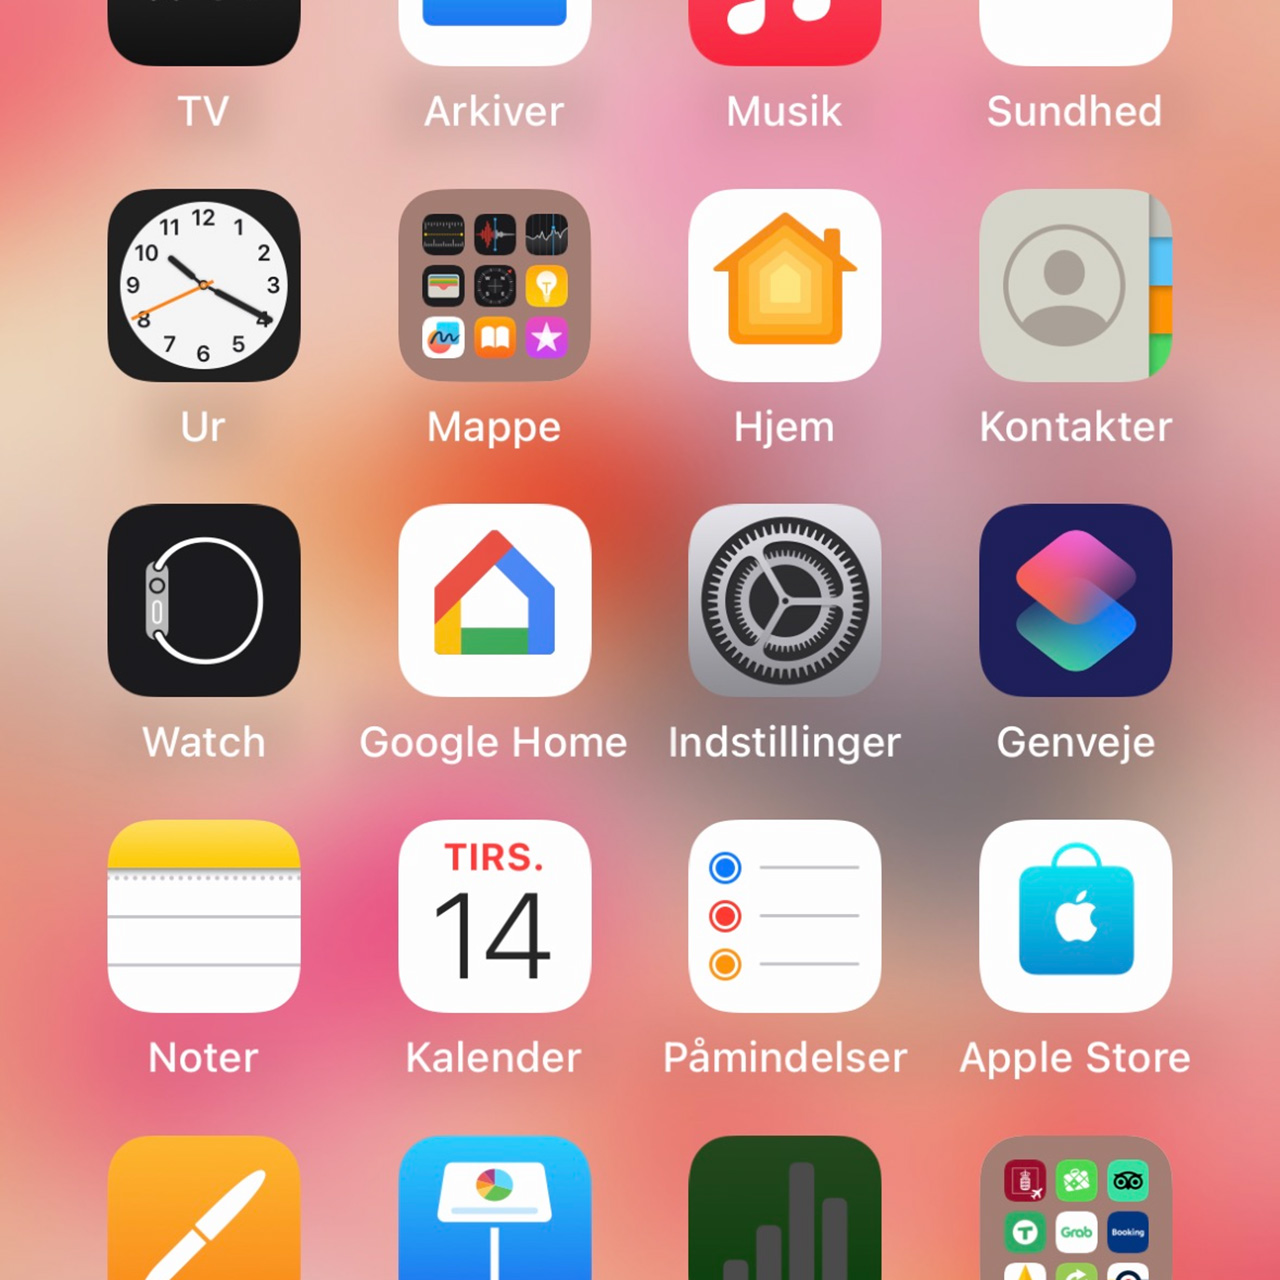 TV Arkiver Musik Sundhed
12
11 1
10 2
9 3
8 4
7 5
6
Ur Mappe Hjem Kontakter
Watch Google Home Indstillinger Genveje
TIRS.
14
Noter Kalender Påmindelser Apple Store
T Grab Booking